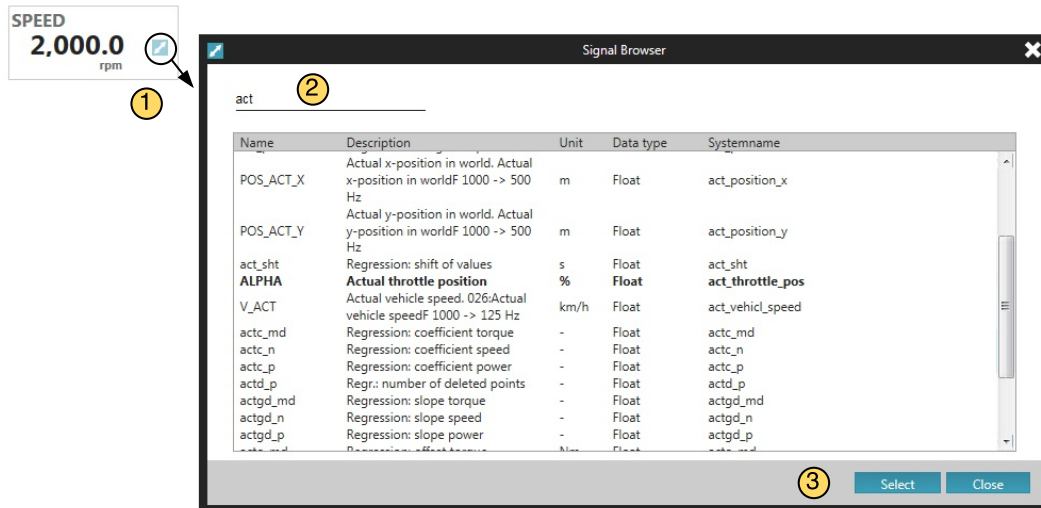 SPEED
2,000.0
rpm
1
Signal Browser
2
act
Name Description Unit Data type Systemname
Actual x-position in world. Actual
POS_ACT_X x-position in worldF 1000 -> 500 m Float act_position_x
Hz
Actual y-position in world. Actual
POS_ACT_Y y-position in worldF 1000 -> 500 m Float act_position_y
Hz
act_sht Regression: shift of values s Float act_sht
ALPHA Actual throttle position % Float act_throttle_pos
V_ACT Actual vehicle speed. 026:Actual vehicle speedF 1000 -> 125 Hz km/h Float act_vehicl_speed
actc_md Regression: coefficient torque - Float actc_md
actc_n Regression: coefficient speed - Float actc_n
actc_p Regression: coefficient power - Float actc_p
actd_p Regr.: number of deleted points - Float actd_p
actgd_md Regression: slope torque - Float actgd_md
actgd_n Regression: slope speed - Float actgd_n
actgd_p Regression: slope power - Float actgd_p
3
Select Close